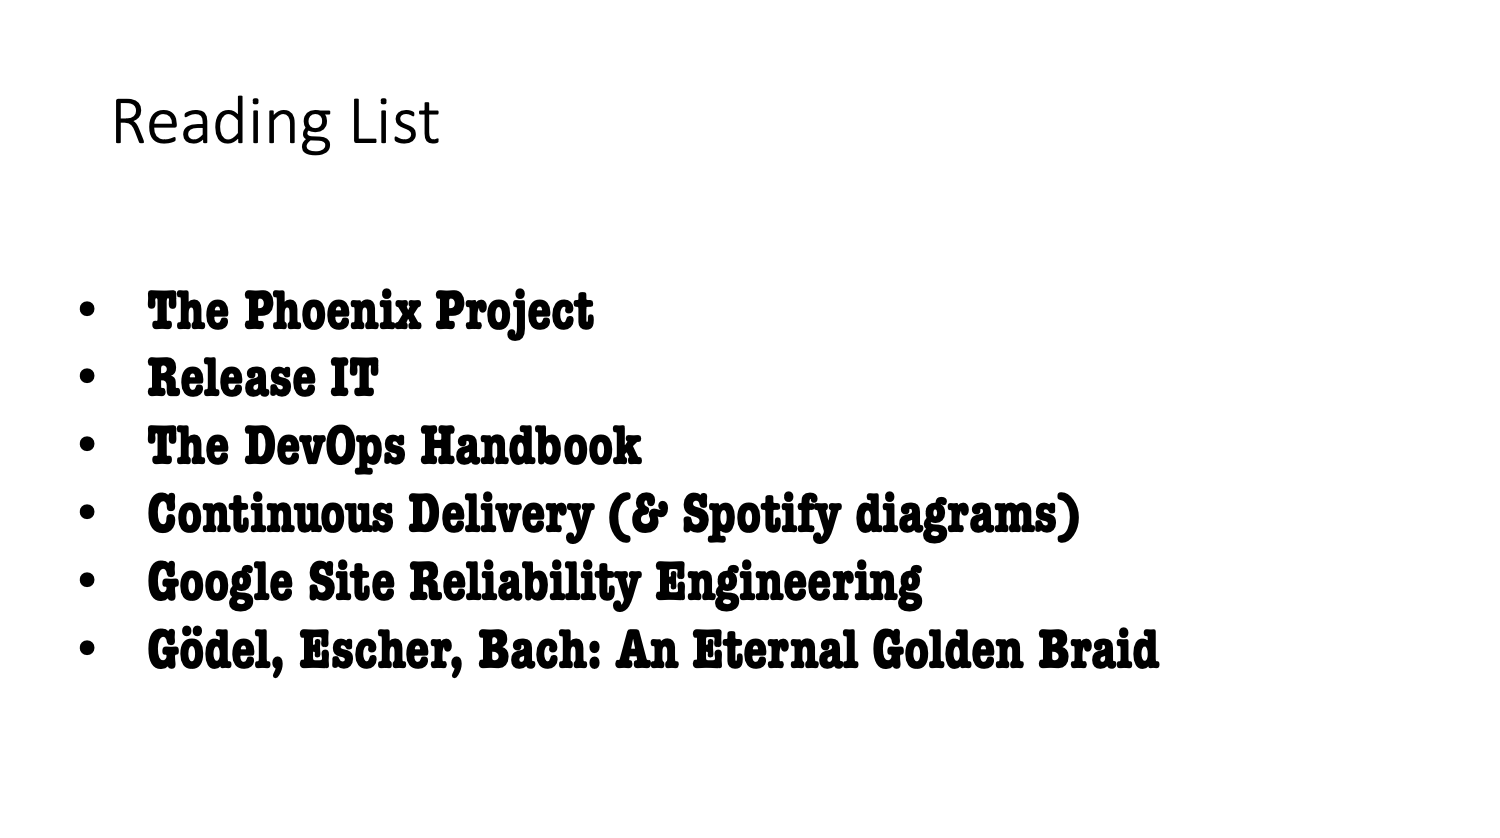 Reading List
• The Phoenix Project
• Release IT
• The DevOps Handbook
• Continuous Delivery (& Spotify diagrams)
• Google Site Reliability Engineering
• Gödel, Escher, Bach: An Eternal Golden Braid